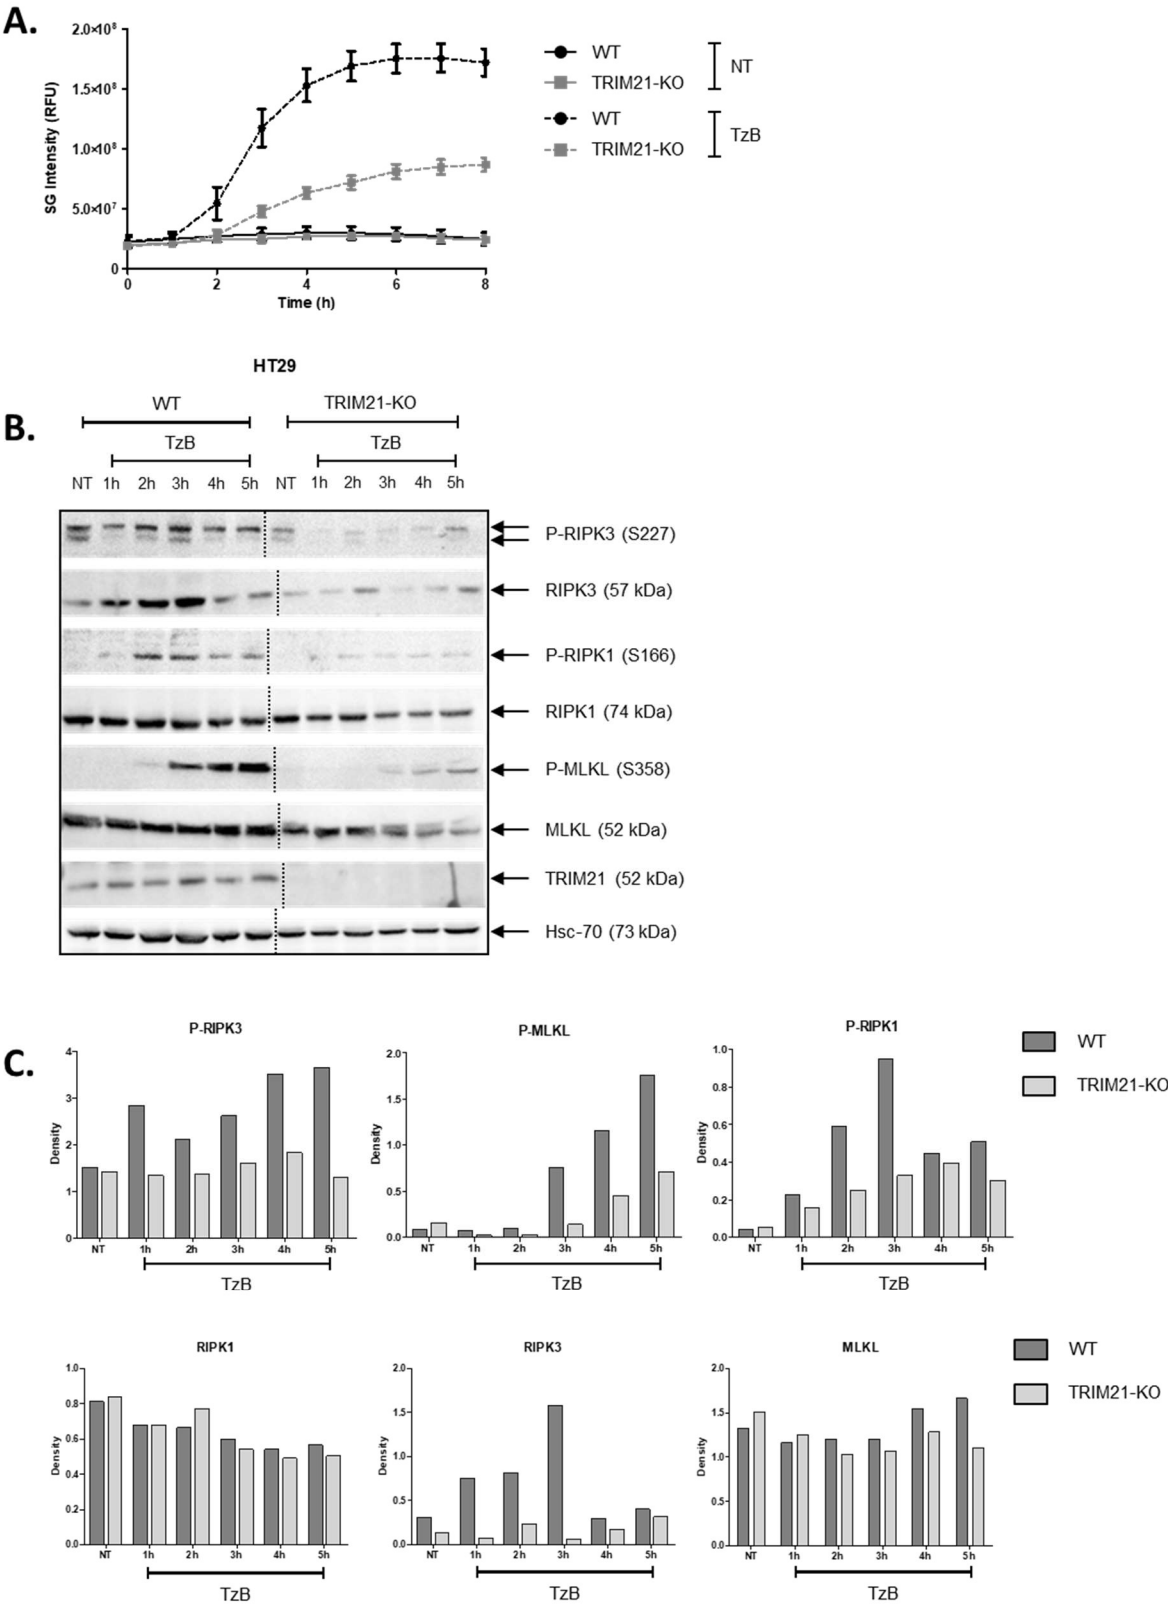 A.
2.0×10⁸
1.5×10⁸
1.0×10⁸
5.0×10⁷
0
SG Intensity (RFU)
0 2 4 6 8
Time (h)
WT
TRIM21-KO
NT
WT
TRIM21-KO
TzB
HT29
B.
WT TRIM21-KO
TzB TzB
NT 1h 2h 3h 4h 5h NT 1h 2h 3h 4h 5h
P-RIPK3 (S227)
RIPK3 (57 kDa)
P-RIPK1 (S166)
RIPK1 (74 kDa)
P-MLKL (S358)
MLKL (52 kDa)
TRIM21 (52 kDa)
Hsc-70 (73 kDa)
C.
P-RIPK3
4
3
2
1
0
Density
NT 1h 2h 3h 4h 5h
TzB
P-MLKL
2.0
1.5
1.0
0.5
0.0
Density
NT 1h 2h 3h 4h 5h
TzB
P-RIPK1
1.0
0.8
0.6
0.4
0.2
0.0
Density
NT 1h 2h 3h 4h 5h
TzB
WT
TRIM21-KO
RIPK1
1.0
0.8
0.6
0.4
0.2
0.0
Density
NT 1h 2h 3h 4h 5h
TzB
RIPK3
2.0
1.5
1.0
0.5
0.0
Density
NT 1h 2h 3h 4h 5h
TzB
MLKL
2.0
1.5
1.0
0.5
0.0
Density
NT 1h 2h 3h 4h 5h
TzB
WT
TRIM21-KO